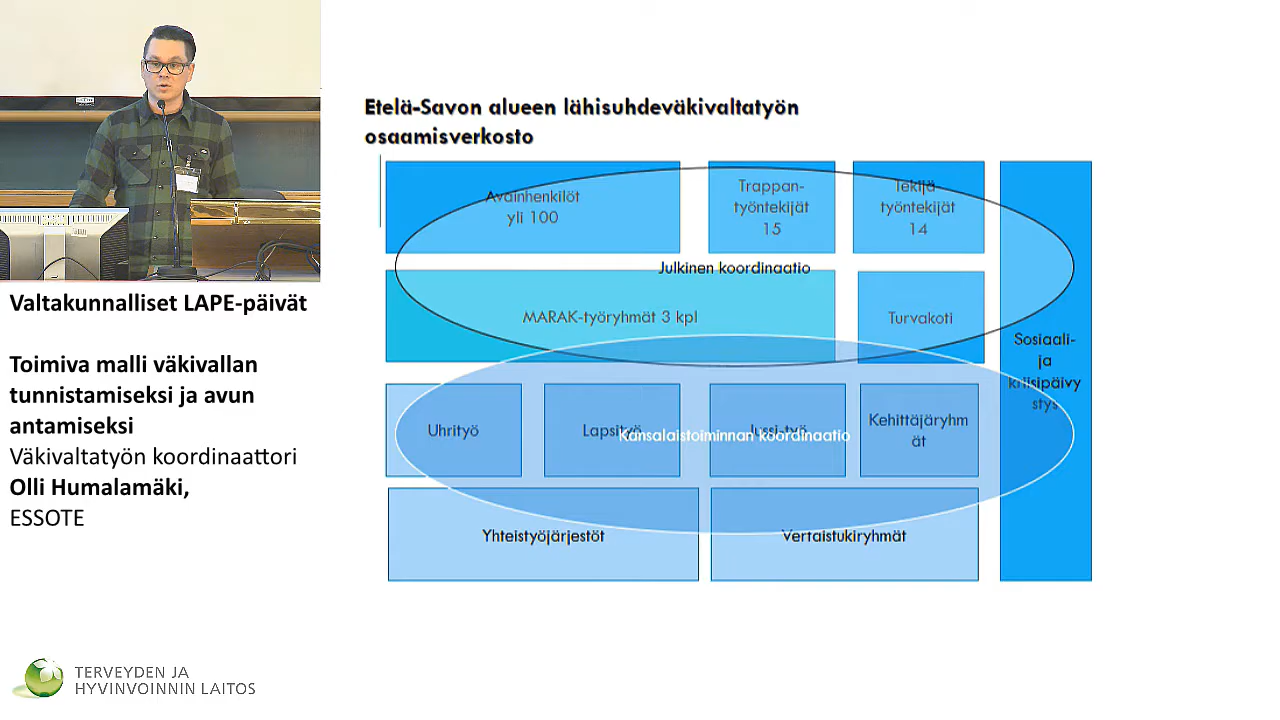 Etelä-Savon alueen lähisuhdeväkivaltatyön
osaamisverkosto
Avainhenkilöt
yli 100
Trappan-
työntekijät
15
Tekijä-
työntekijät
14
Julkinen koordinaatio
MARAK-työryhmät 3 kpl
Turvakoti
Sosiaali-
ja
kriisipäivy
stys
Uhrityö
Lapsityö
Jussi-työ
Kehittäjäryhm
ät
Kansalaistoiminnan koordinaatio
Yhteistyöjärjestöt
Vertaistukiryhmät
Valtakunnalliset LAPE-päivät
Toimiva malli väkivallan
tunnistamiseksi ja avun
antamiseksi
Väkivaltatyön koordinaattori
Olli Humalamäki,
ESSOTE
TERVEYDEN JA
HYVINVOINNIN LAITOS